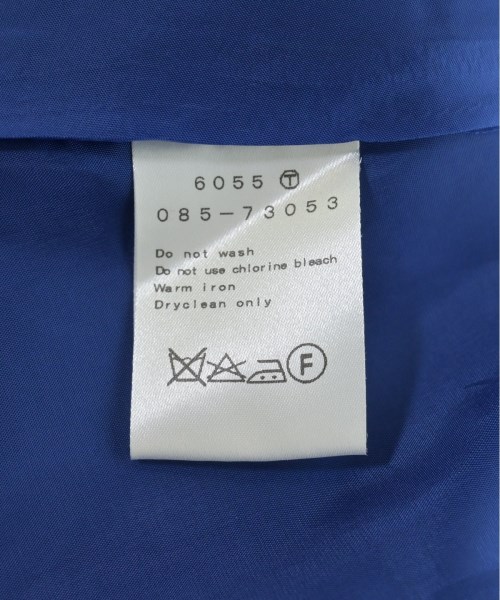 6055 Ⓣ
085-73053
Do not wash
Do not use chlorine bleach
Warm iron
Dryclean only
F